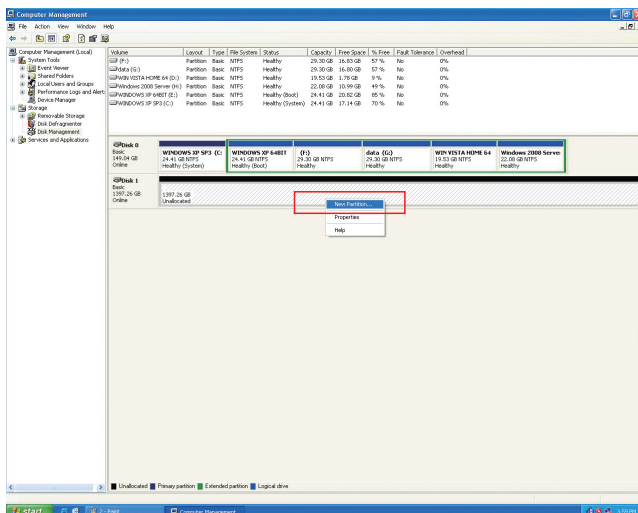 Computer Management
File Action View Window Help
Computer Management (Local)
System Tools
Event Viewer
Shared Folders
Local Users and Groups
Performance Logs and Alert
Device Manager
Storage
Removable Storage
Disk Defragmenter
Disk Management
Services and Applications
Volume Layout Type File System Status Capacity Free Space % Free Fault Tolerance Overhead
(F:) Partition Basic NTFS Healthy 29.30 GB 16.83 GB 57 % No 0%
data (G:) Partition Basic NTFS Healthy 29.30 GB 16.80 GB 57 % No 0%
WIN VISTA HOME 64 (D:) Partition Basic NTFS Healthy 19.53 GB 1.78 GB 9 % No 0%
Windows 2008 Server (H:) Partition Basic NTFS Healthy 22.08 GB 10.99 GB 49 % No 0%
WINDOWS XP 64BIT (E:) Partition Basic NTFS Healthy (Boot) 24.41 GB 20.82 GB 85 % No 0%
WINDOWS XP SP3 (C:) Partition Basic NTFS Healthy (System) 24.41 GB 17.14 GB 70 % No 0%
Disk 0
Basic
149.04 GB
Online
WINDOWS XP SP3 (C:
24.41 GB NTFS
Healthy (System)
WINDOWS XP 64BIT
24.41 GB NTFS
Healthy (Boot)
(F:)
29.30 GB NTFS
Healthy
data (G:)
29.30 GB NTFS
Healthy
WIN VISTA HOME 64
19.53 GB NTFS
Healthy
Windows 2008 Server
22.08 GB NTFS
Healthy
Disk 1
Basic
1397.26 GB
Online
1397.26 GB
Unallocated
New Partition...
Properties
Help
Unallocated Primary partition Extended partition Logical drive
start
2 - Paint
Computer Management
3:59 PM